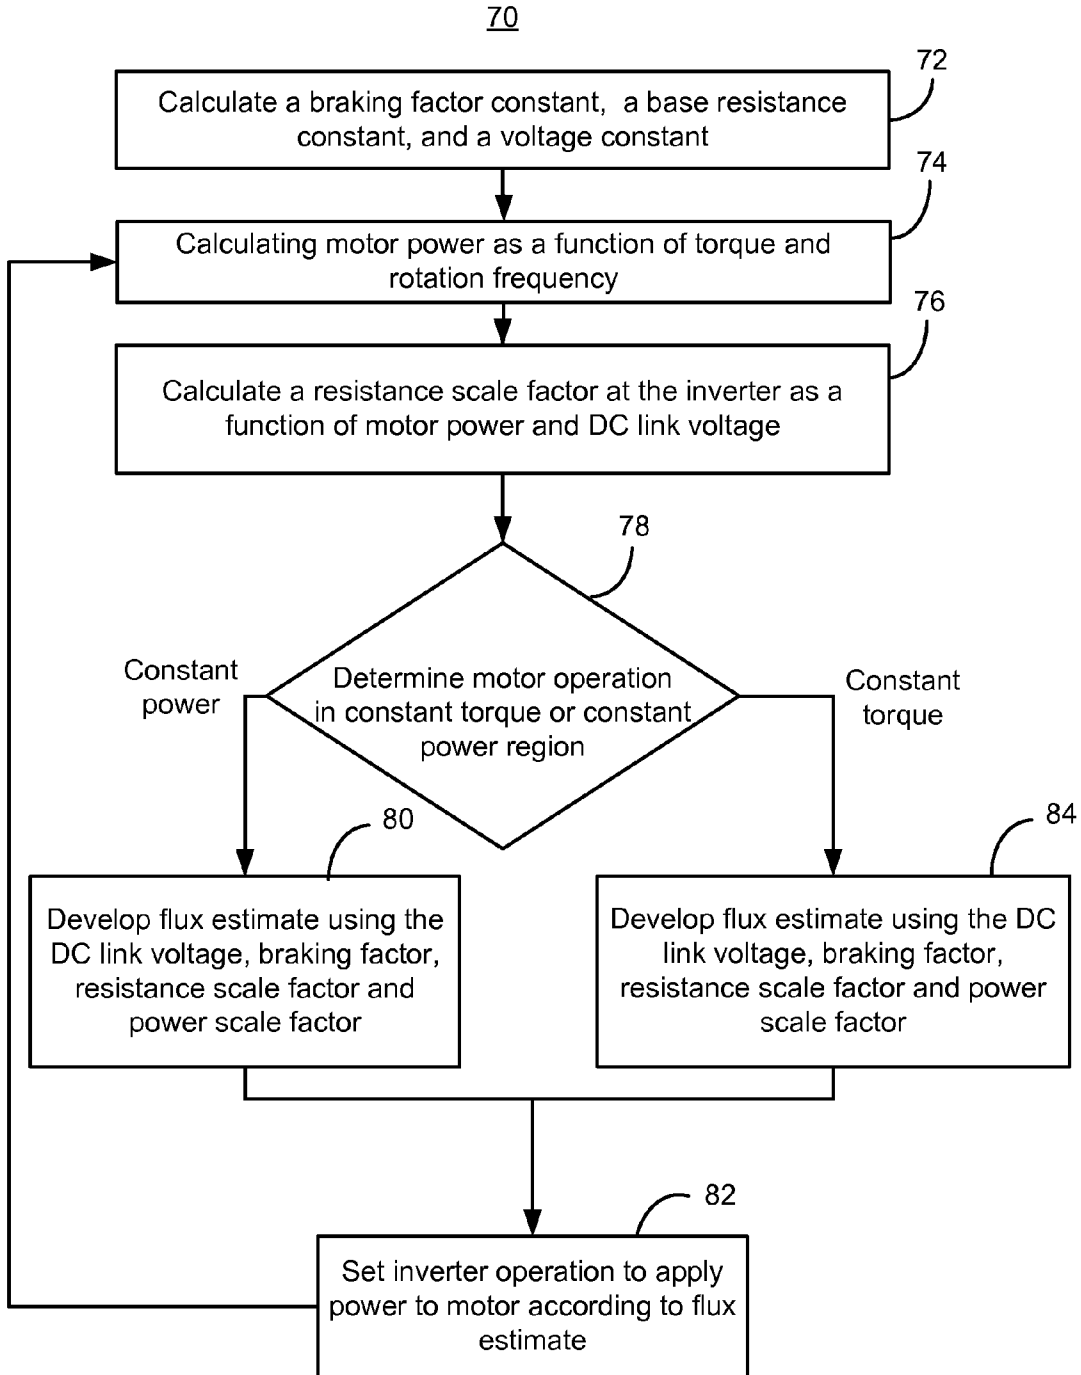 70
72
Calculate a braking factor constant, a base resistance
constant, and a voltage constant
74
Calculating motor power as a function of torque and
rotation frequency
76
Calculate a resistance scale factor at the inverter as a
function of motor power and DC link voltage
78
Determine motor operation
in constant torque or constant
power region
Constant
power
Constant
torque
80
Develop flux estimate using the
DC link voltage, braking factor,
resistance scale factor and
power scale factor
84
Develop flux estimate using the DC
link voltage, braking factor,
resistance scale factor and power
scale factor
82
Set inverter operation to apply
power to motor according to flux
estimate